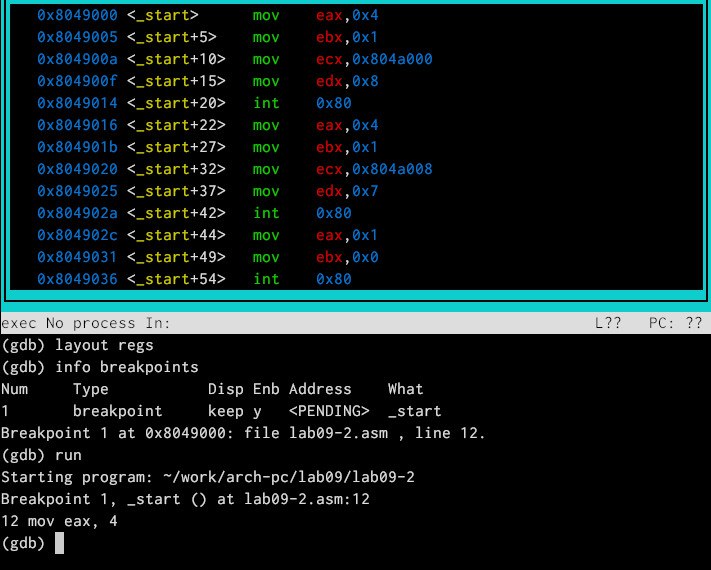 0x8049000 <_start> mov eax,0x4
0x8049005 <_start+5> mov ebx,0x1
0x804900a <_start+10> mov ecx,0x804a000
0x804900f <_start+15> mov edx,0x8
0x8049014 <_start+20> int 0x80
0x8049016 <_start+22> mov eax,0x4
0x804901b <_start+27> mov ebx,0x1
0x8049020 <_start+32> mov ecx,0x804a008
0x8049025 <_start+37> mov edx,0x7
0x804902a <_start+42> int 0x80
0x804902c <_start+44> mov eax,0x1
0x8049031 <_start+49> mov ebx,0x0
0x8049036 <_start+54> int 0x80
exec No process In: L?? PC: ??
(gdb) layout regs
(gdb) info breakpoints
Num Type Disp Enb Address What
1 breakpoint keep y <PENDING> _start
Breakpoint 1 at 0x8049000: file lab09-2.asm , line 12.
(gdb) run
Starting program: ~/work/arch-pc/lab09/lab09-2
Breakpoint 1, _start () at lab09-2.asm:12
12 mov eax, 4
(gdb)